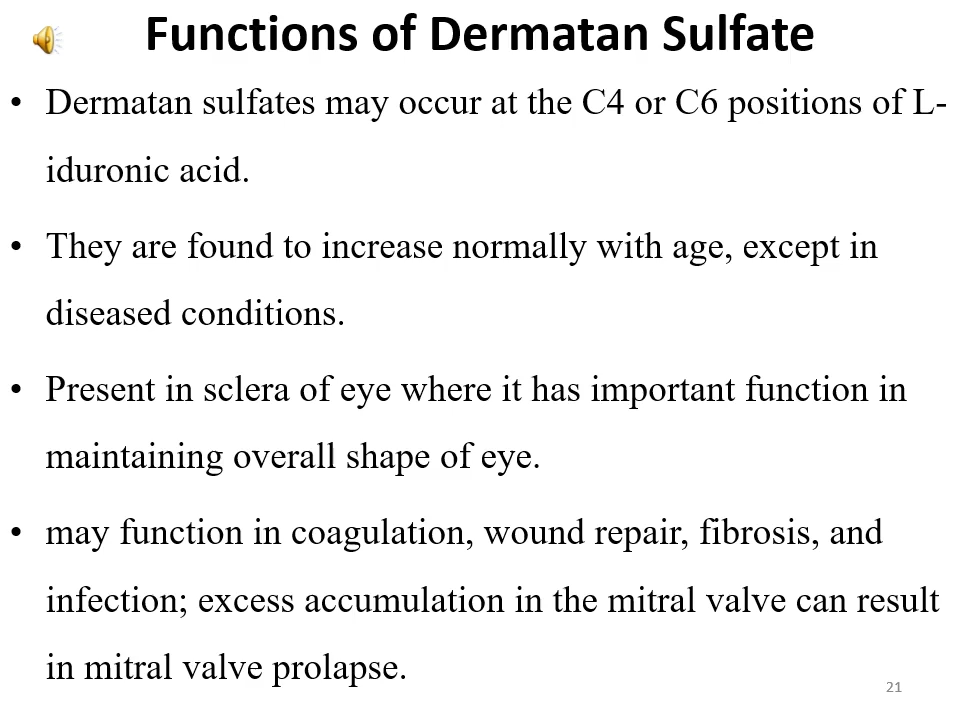 Functions of Dermatan Sulfate
• Dermatan sulfates may occur at the C4 or C6 positions of L-
iduronic acid.
• They are found to increase normally with age, except in
diseased conditions.
• Present in sclera of eye where it has important function in
maintaining overall shape of eye.
• may function in coagulation, wound repair, fibrosis, and
infection; excess accumulation in the mitral valve can result
in mitral valve prolapse.
21